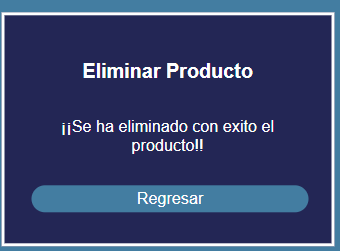 Eliminar Producto
¡¡Se ha eliminado con exito el
producto!!
Regresar